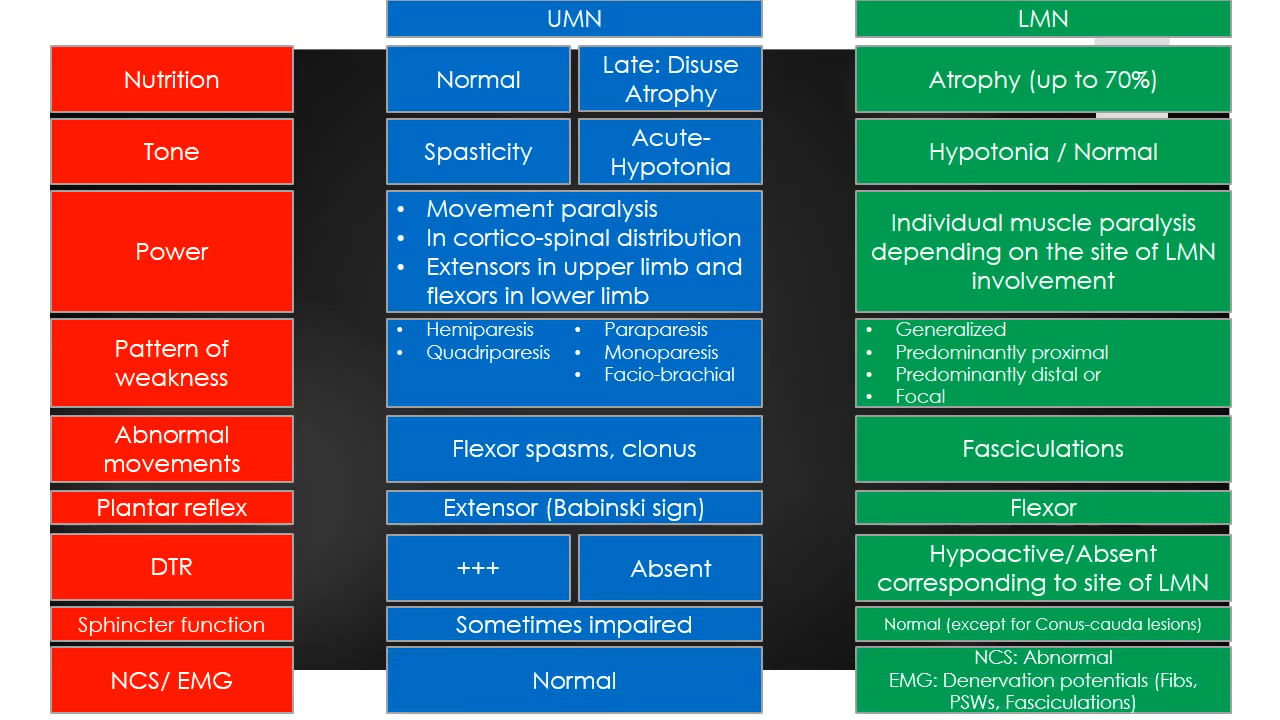 UMN
LMN
Nutrition
Normal
Late: Disuse
Atrophy
Atrophy (up to 70%)
Tone
Spasticity
Acute-
Hypotonia
Hypotonia / Normal
Power
• Movement paralysis
• In cortico-spinal distribution
• Extensors in upper limb and
flexors in lower limb
Individual muscle paralysis
depending on the site of LMN
involvement
Pattern of
weakness
• Hemiparesis
• Quadriparesis
• Paraparesis
• Monoparesis
• Facio-brachial
• Generalized
• Predominantly proximal
• Predominantly distal or
• Focal
Abnormal
movements
Flexor spasms, clonus
Fasciculations
Plantar reflex
Extensor (Babinski sign)
Flexor
DTR
+++
Absent
Hypoactive/Absent
corresponding to site of LMN
Sphincter function
Sometimes impaired
Normal (except for Conus-cauda lesions)
NCS/ EMG
Normal
NCS: Abnormal
EMG: Denervation potentials (Fibs,
PSWs, Fasciculations)